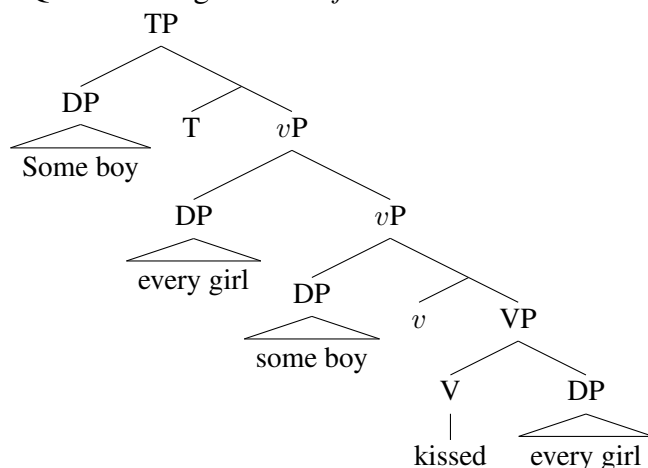 TP
DP
T vP
Some boy
DP vP
every girl
DP v VP
some boy
V DP
kissed every girl